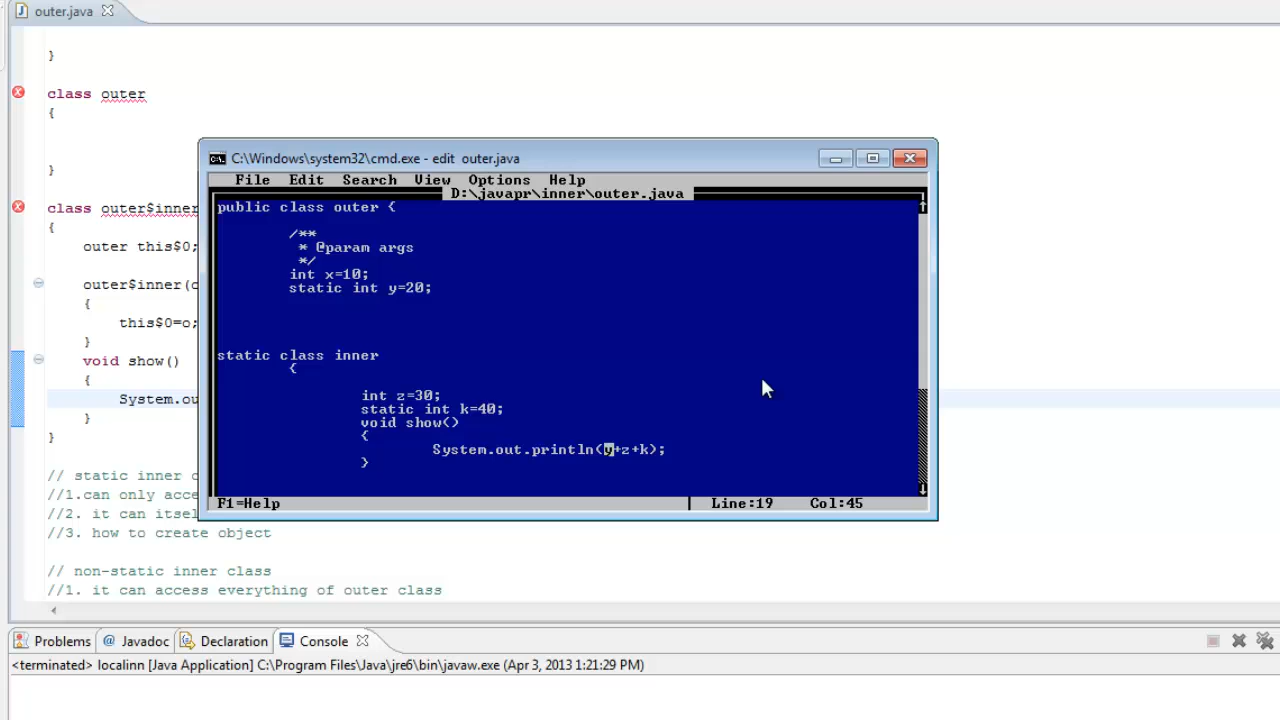 outer.java
}
class outer
{
}
class outer$inner
{
outer this$0;
outer$inner(
{
this$0=o;
}
void show()
{
System.ou
}
}
// static inner c
//1.can only acce
//2. it can itsel
//3. how to create object
// non-static inner class
//1. it can access everything of outer class
C:\Windows\system32\cmd.exe - edit outer.java
File Edit Search View Options Help
D:\javapr\inner\outer.java
public class outer {
/**
* @param args
*/
int x=10;
static int y=20;
static class inner
{
int z=30;
static int k=40;
void show()
{
System.out.println(y+z+k);
}
F1=Help Line:19 Col:45
Problems @ Javadoc Declaration Console
<terminated> localinn [Java Application] C:\Program Files\Java\jre6\bin\javaw.exe (Apr 3, 2013 1:21:29 PM)